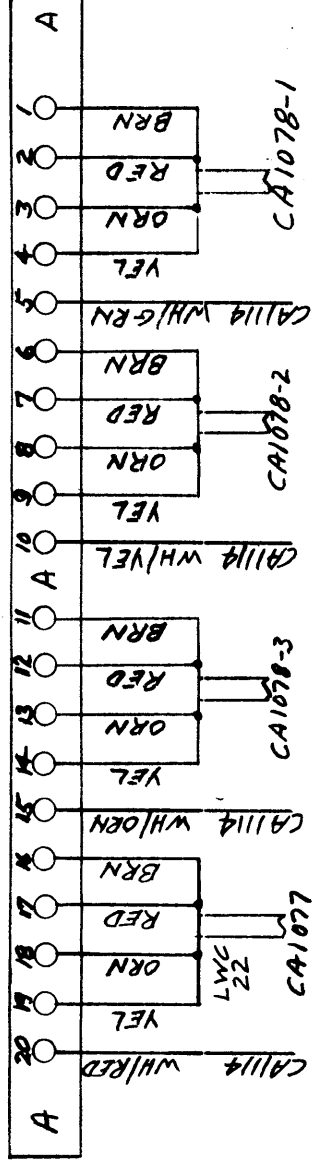 A
1
BRN
2
RED
3
ORN
4
YEL
CA1078-1
5
CA1114 WH/GRN
6
BRN
7
RED
8
ORN
9
YEL
CA1078-2
10
CA1114 WH/YEL
A
11
BRN
12
RED
13
ORN
14
YEL
CA1078-3
15
CA1114 WH/ORN
16
BRN
17
RED
18
ORN
19
YEL
LWC
22
CA1077
20
CA1114 WH/RED
A